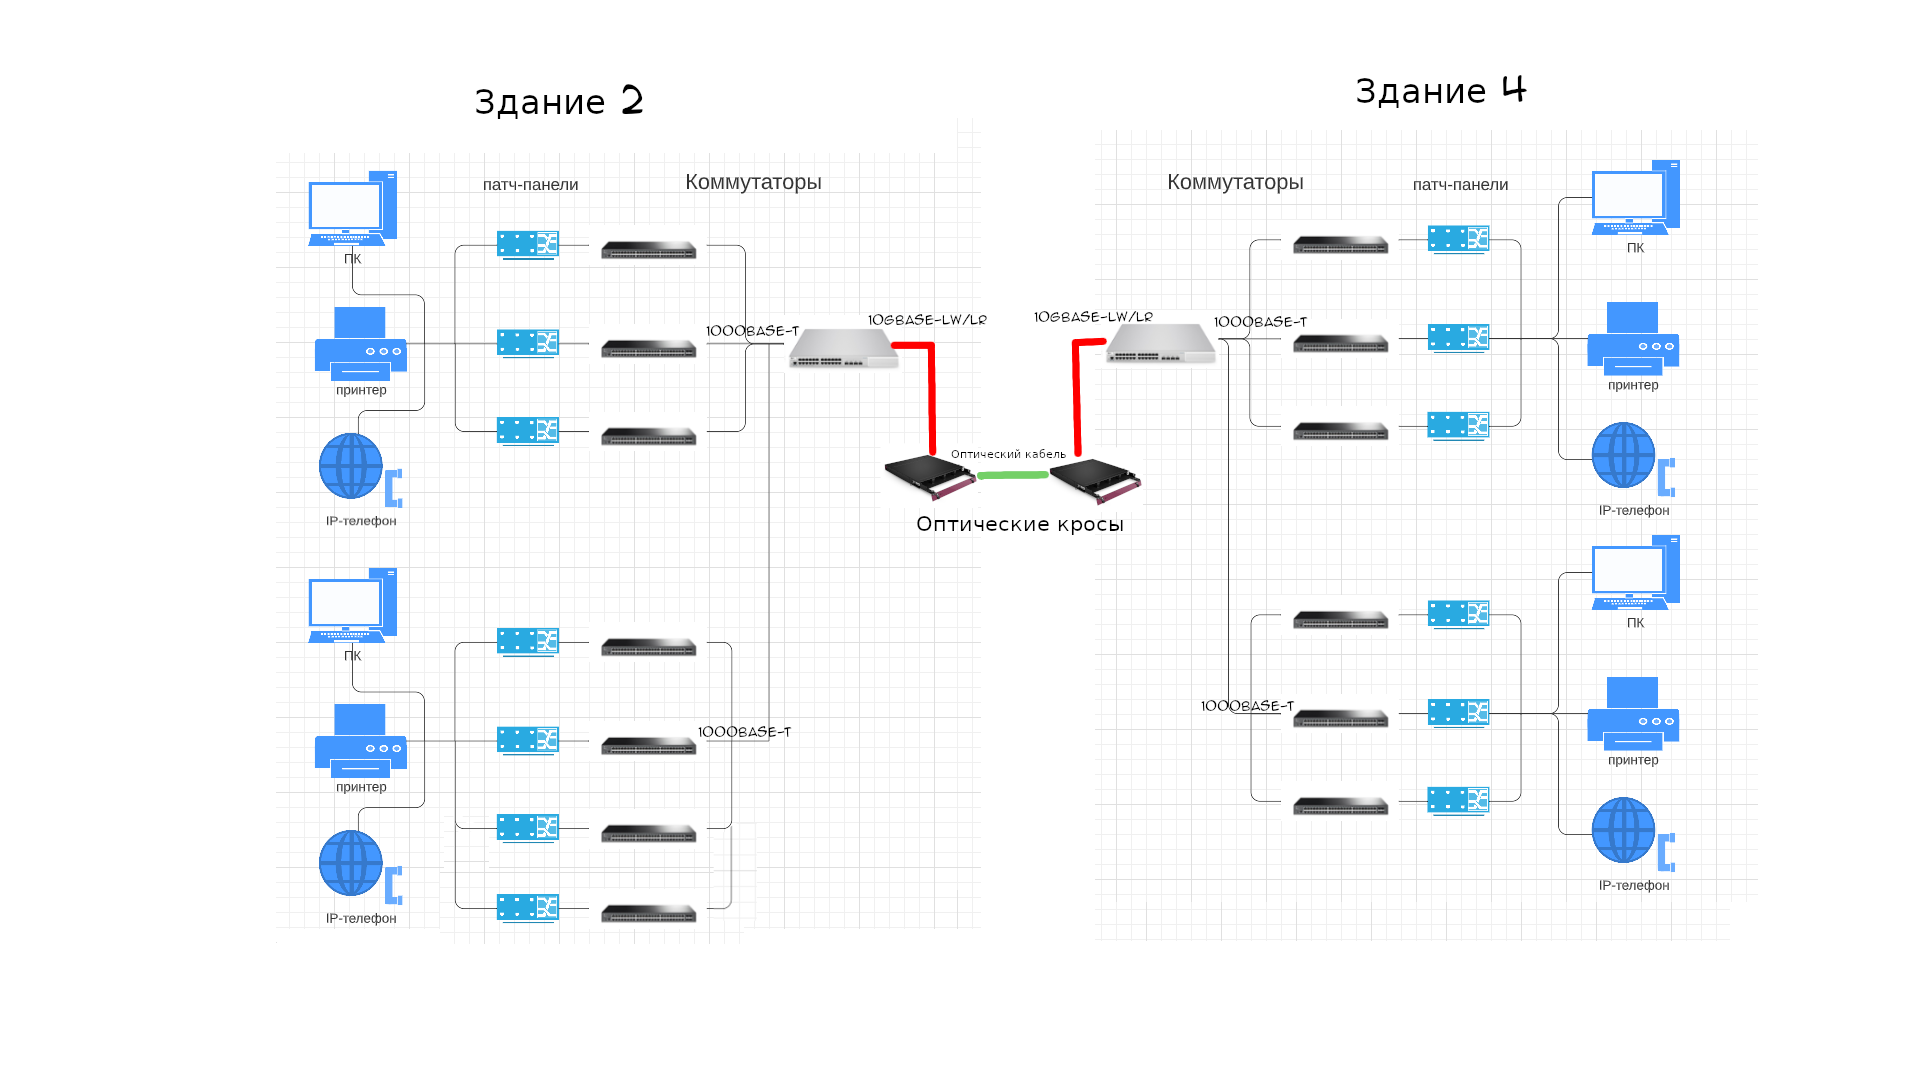 Здание 2
Здание 4
патч-панели
Коммутаторы
Коммутаторы
патч-панели
ПК
ПК
10GBASE-LW/LR
10GBASE-LW/LR
1000BASE-T
1000BASE-T
принтер
принтер
Оптический кабель
IP-телефон
Оптические кросы
IP-телефон
ПК
ПК
1000BASE-T
1000BASE-T
принтер
принтер
IP-телефон
IP-телефон